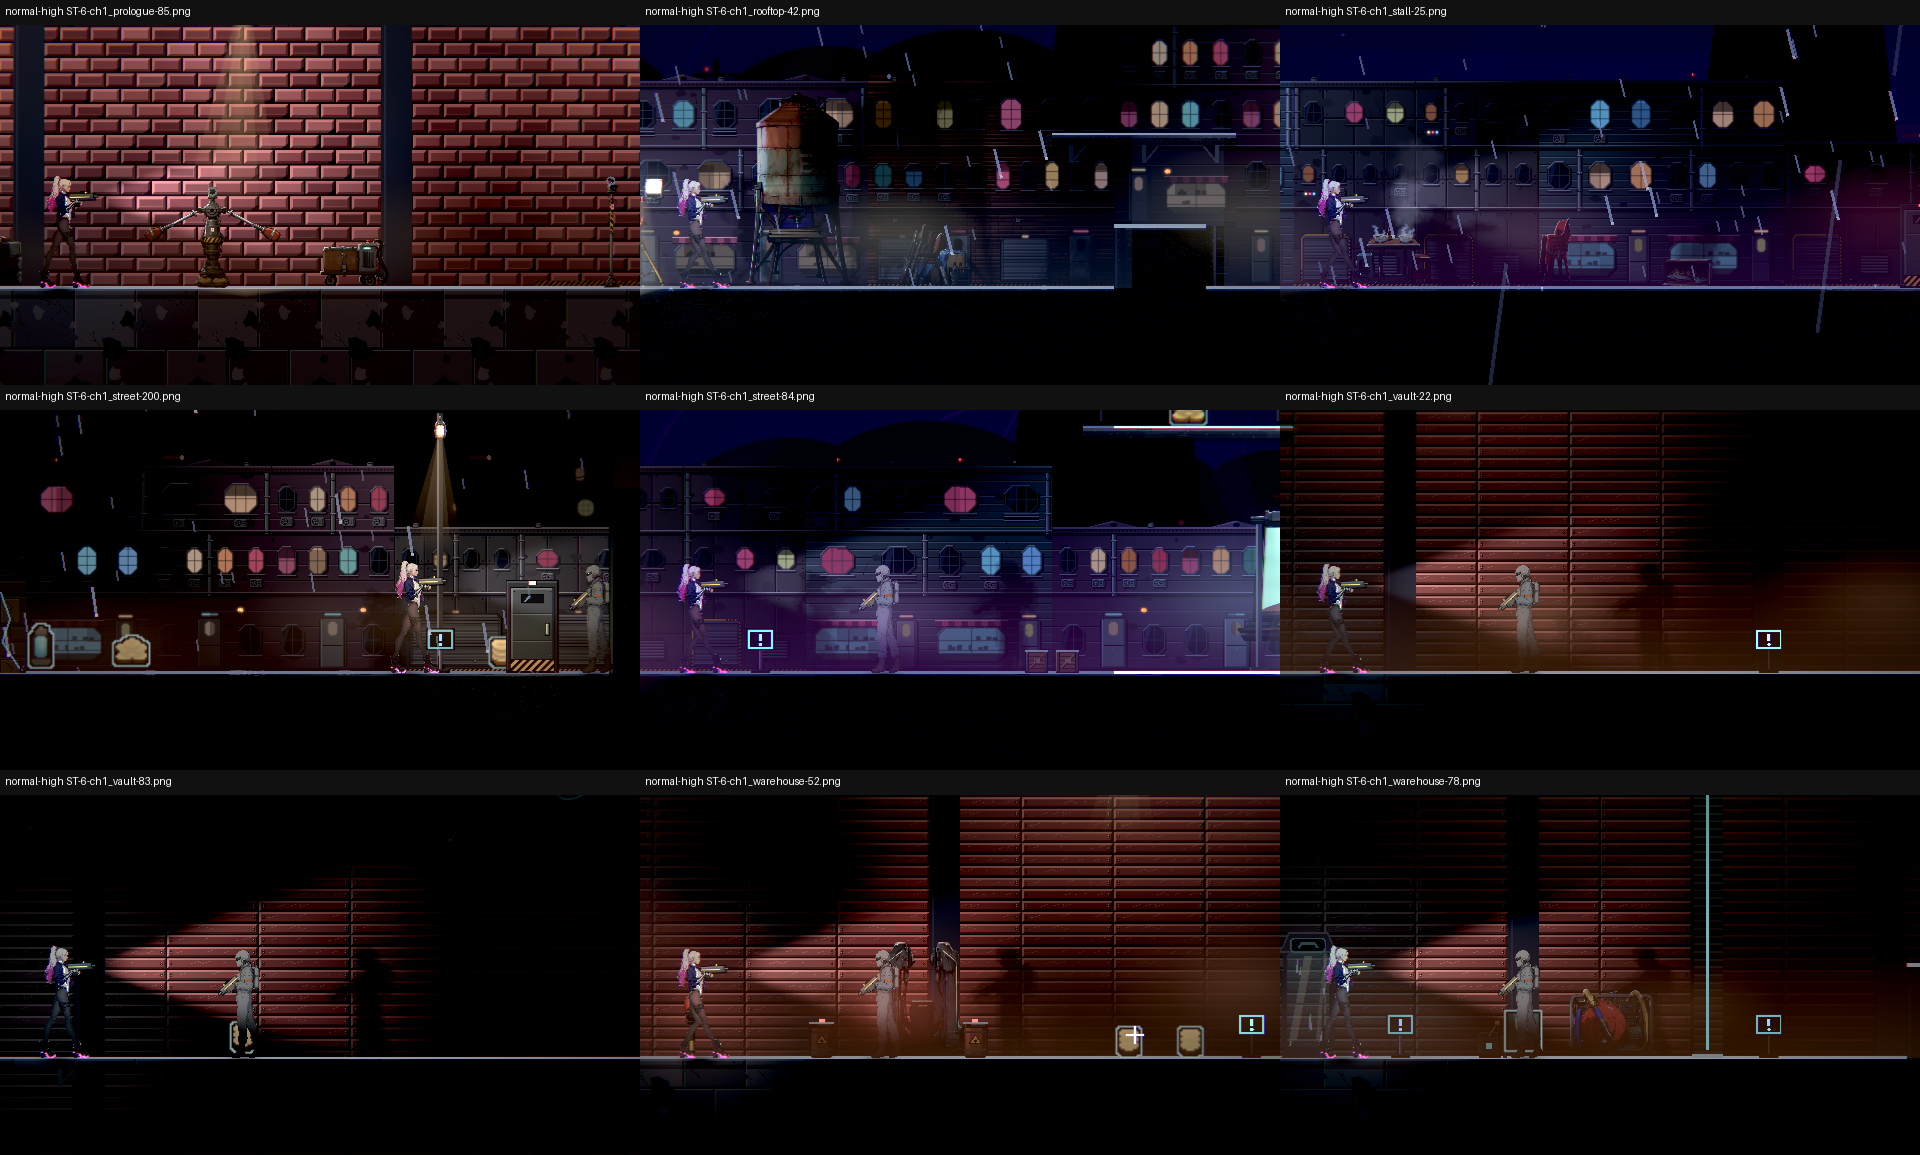 normal-high ST-6-ch1_prologue-85.png
normal-high ST-6-ch1_rooftop-42.png
normal-high ST-6-ch1_stall-25.png
normal-high ST-6-ch1_street-200.png
!
normal-high ST-6-ch1_street-84.png
!
normal-high ST-6-ch1_vault-22.png
!
normal-high ST-6-ch1_vault-83.png
normal-high ST-6-ch1_warehouse-52.png
!
normal-high ST-6-ch1_warehouse-78.png
!
!